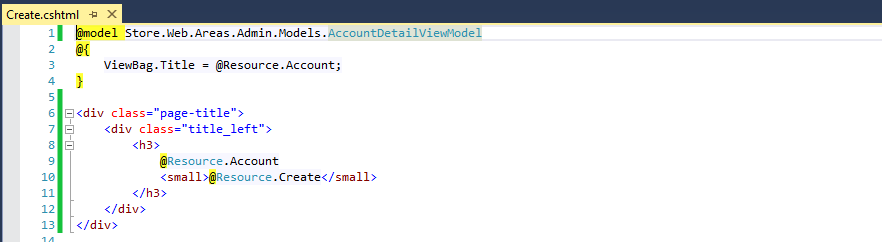 Create.cshtml
1 @model Store.Web.Areas.Admin.Models.AccountDetailViewModel
2 @{
3 ViewBag.Title = @Resource.Account;
4 }
5
6 <div class="page-title">
7 <div class="title_left">
8 <h3>
9 @Resource.Account
10 <small>@Resource.Create</small>
11 </h3>
12 </div>
13 </div>
14